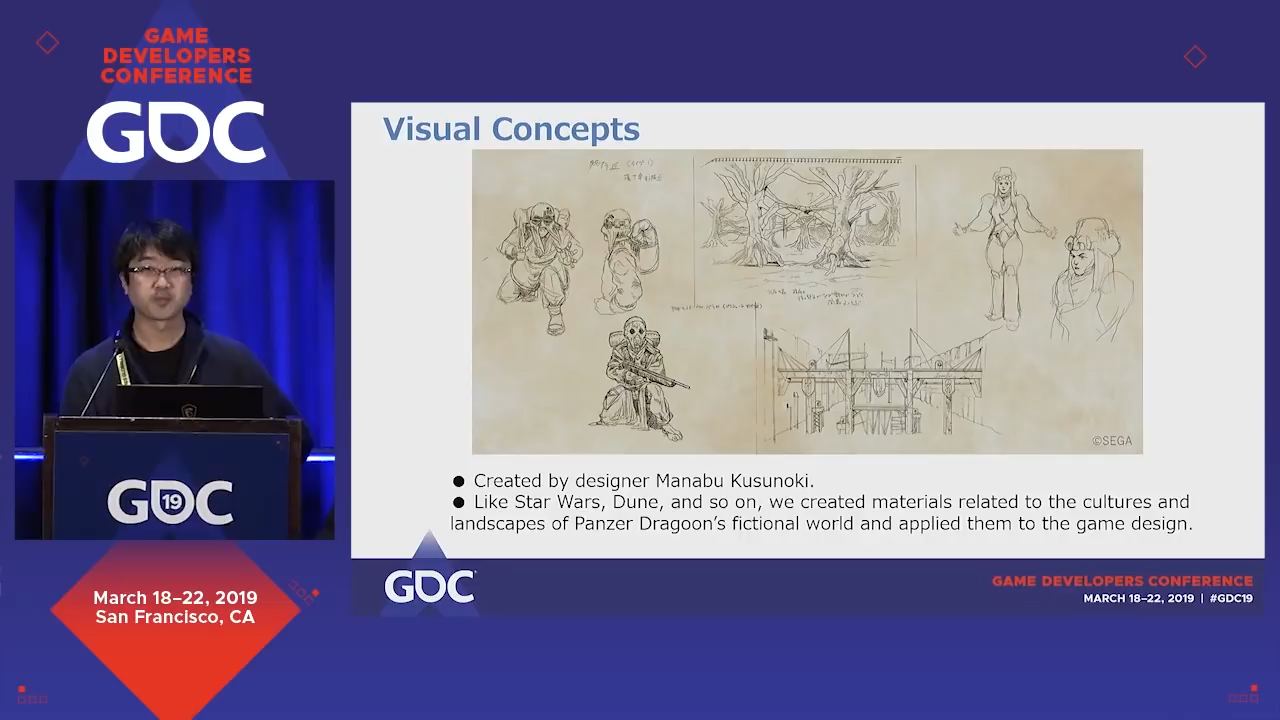 GAME
DEVELOPERS
CONFERENCE
GDC
GDC
19
March 18–22, 2019
San Francisco, CA
Visual Concepts
©SEGA
● Created by designer Manabu Kusunoki.
● Like Star Wars, Dune, and so on, we created materials related to the cultures and
landscapes of Panzer Dragoon's fictional world and applied them to the game design.
GDC
GAME DEVELOPERS CONFERENCE
MARCH 18–22, 2019 | #GDC19